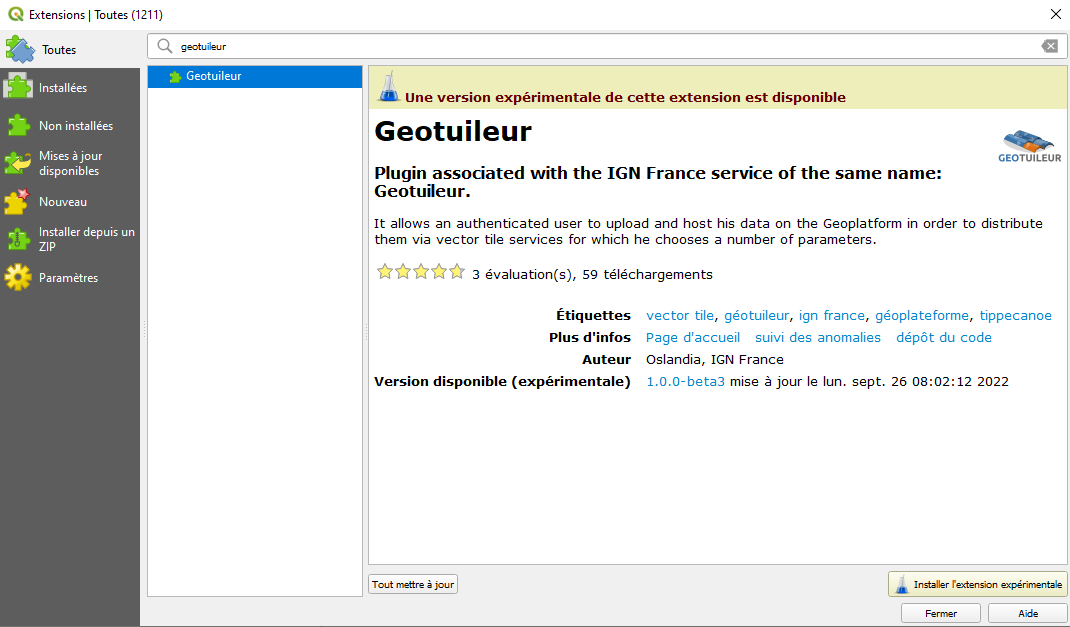 Extensions | Toutes (1211)
Toutes
Installées
Non installées
Mises à jour
disponibles
Nouveau
Installer depuis un
ZIP
Paramètres
geotuileur
Geotuileur
Une version expérimentale de cette extension est disponible
Geotuileur
GEOTUILEUR
Plugin associated with the IGN France service of the same name:
Geotuileur.
It allows an authenticated user to upload and host his data on the Geoplatform in order to distribute
them via vector tile services for which he chooses a number of parameters.
3 évaluation(s), 59 téléchargements
Étiquettes vector tile, géotuileur, ign france, géoplateforme, tippecanoe
Plus d'infos Page d'accueil suivi des anomalies dépôt du code
Auteur Oslandia, IGN France
Version disponible (expérimentale) 1.0.0-beta3 mise à jour le lun. sept. 26 08:02:12 2022
Tout mettre à jour
Installer l'extension expérimentale
Fermer
Aide